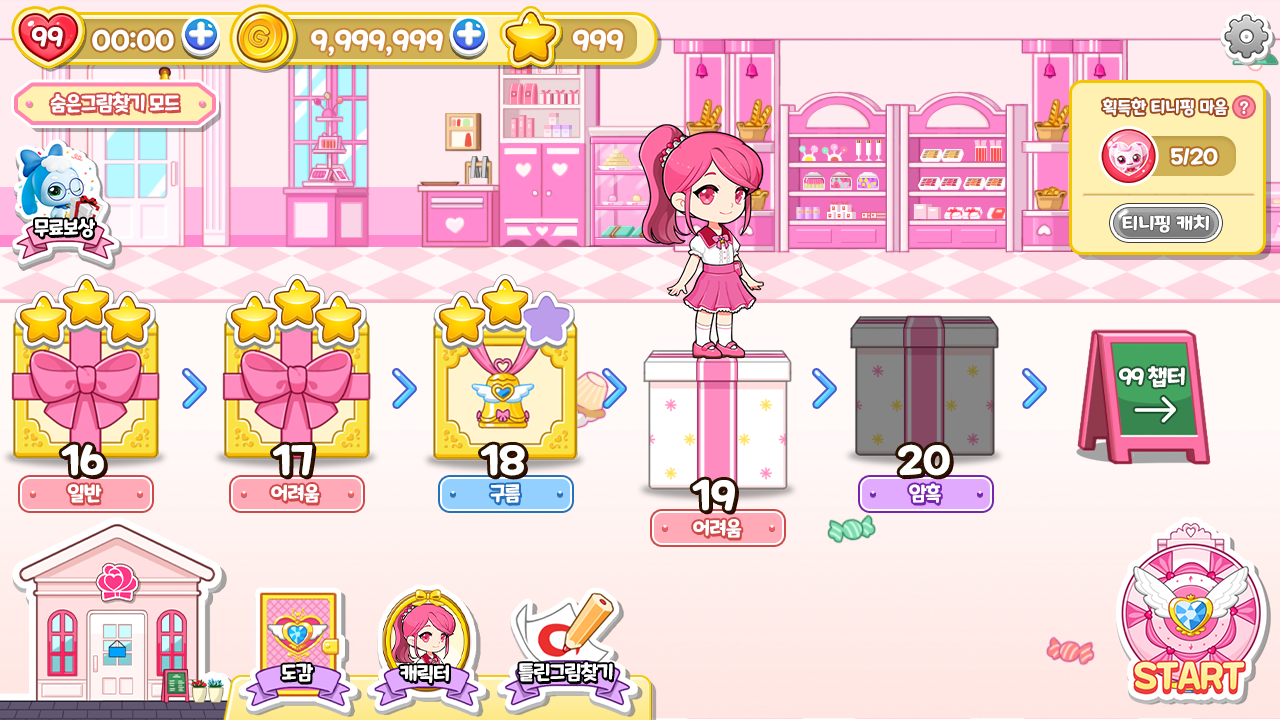 99
00:00
G
9,999,999
999
숨은그림찾기 모드
획득한 티니핑 마음 ?
5/20
티니핑 캐치
무료보상
16
일반
17
어려움
18
구름
19
어려움
20
암흑
99 챕터
도감
캐릭터
틀린그림찾기
START